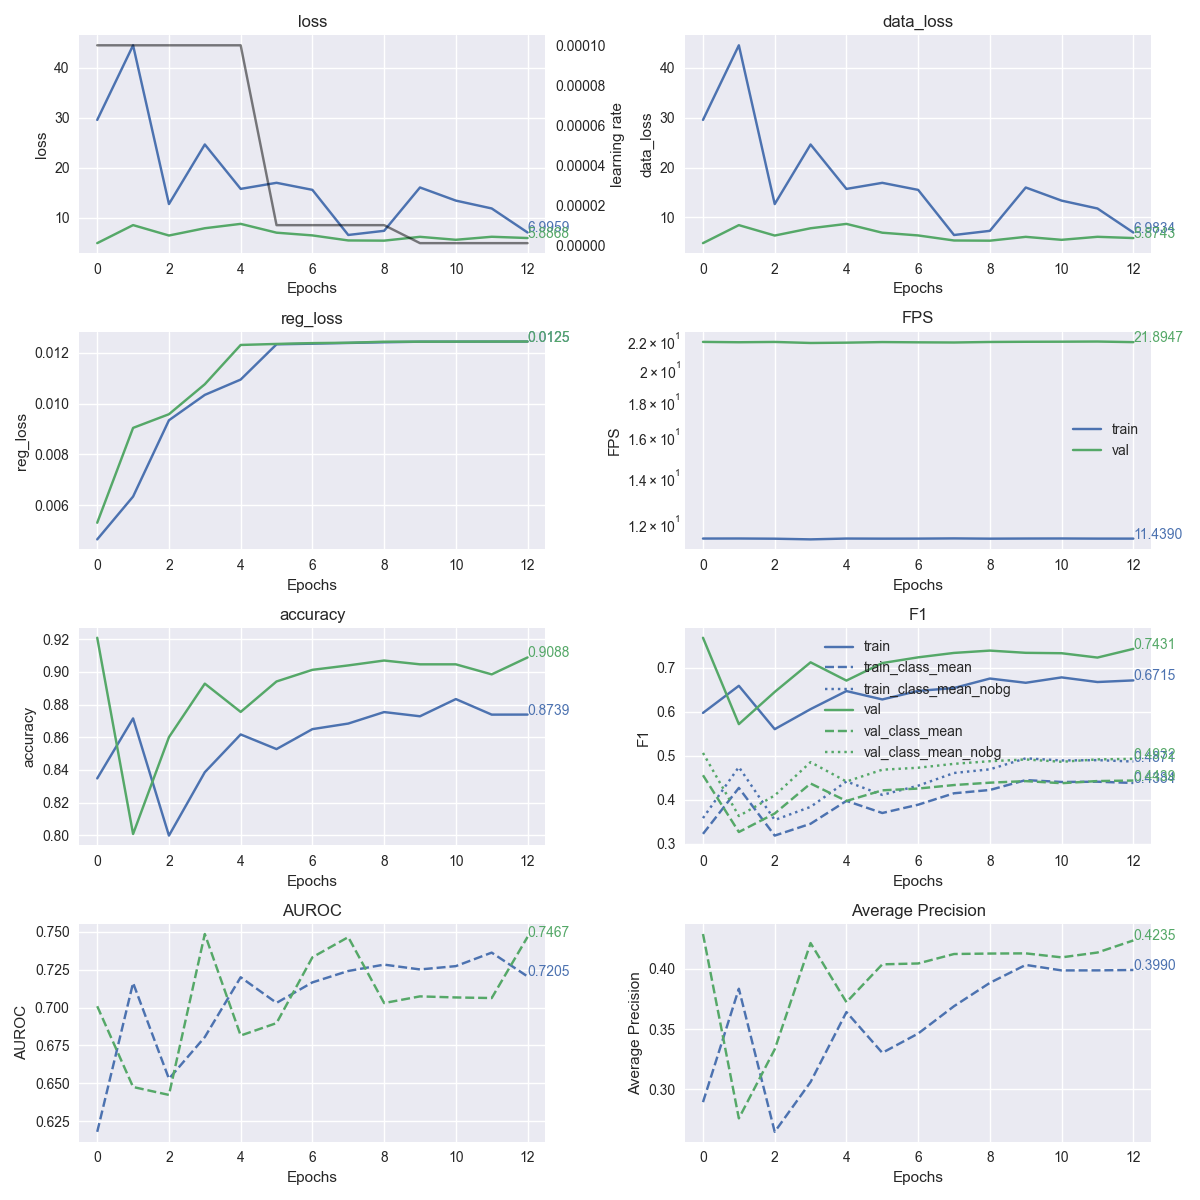 loss
40
30
20
10
loss
0.00010
0.00008
0.00006
0.00004
0.00002
0.00000
learning rate
6.9959
5.8868
0 2 4 6 8 10 12
Epochs
data_loss
40
30
20
10
data_loss
6.9834
5.8743
0 2 4 6 8 10 12
Epochs
reg_loss
0.012
0.010
0.008
0.006
reg_loss
0.0125
0 2 4 6 8 10 12
Epochs
FPS
2.2 × 10¹
2 × 10¹
1.8 × 10¹
1.6 × 10¹
1.4 × 10¹
1.2 × 10¹
FPS
21.8947
train
val
11.4390
0 2 4 6 8 10 12
Epochs
accuracy
0.92
0.90
0.88
0.86
0.84
0.82
0.80
accuracy
0.9088
0.8739
0 2 4 6 8 10 12
Epochs
F1
0.7
0.6
0.5
0.4
0.3
F1
train
train_class_mean
train_class_mean_nobg
val
val_class_mean
val_class_mean_nobg
0.7431
0.6715
0 2 4 6 8 10 12
Epochs
AUROC
0.750
0.725
0.700
0.675
0.650
0.625
AUROC
0.7467
0.7205
0 2 4 6 8 10 12
Epochs
Average Precision
0.40
0.35
0.30
Average Precision
0.4235
0.3990
0 2 4 6 8 10 12
Epochs